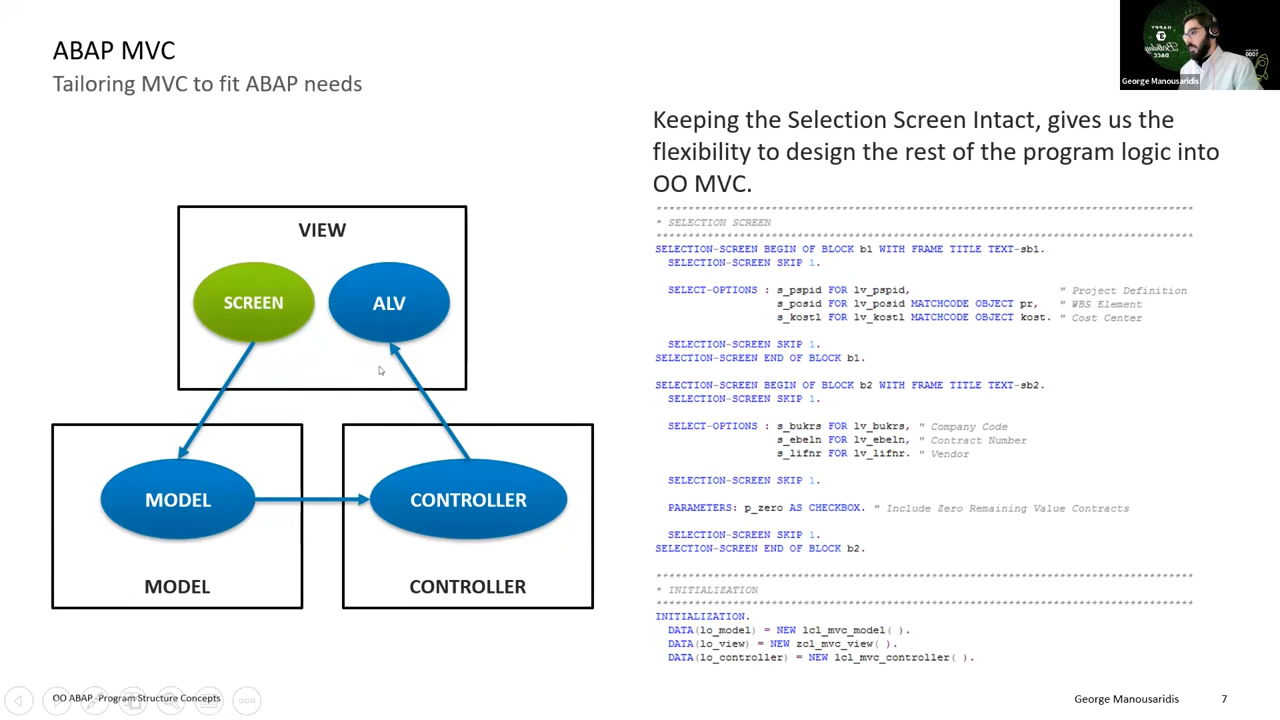 ABAP MVC
Tailoring MVC to fit ABAP needs
George Manousaridis
Keeping the Selection Screen Intact, gives us the
flexibility to design the rest of the program logic into
OO MVC.
VIEW
SCREEN
ALV
MODEL
CONTROLLER
MODEL
CONTROLLER
* SELECTION SCREEN
SELECTION-SCREEN BEGIN OF BLOCK b1 WITH FRAME TITLE TEXT-sb1.
SELECTION-SCREEN SKIP 1.
SELECT-OPTIONS : s_pspid FOR lv_pspid, " Project Definition
s_posid FOR lv_posid MATCHCODE OBJECT pr, " WBS Element
s_kostl FOR lv_kostl MATCHCODE OBJECT kost. " Cost Center
SELECTION-SCREEN SKIP 1.
SELECTION-SCREEN END OF BLOCK b1.
SELECTION-SCREEN BEGIN OF BLOCK b2 WITH FRAME TITLE TEXT-sb2.
SELECTION-SCREEN SKIP 1.
SELECT-OPTIONS : s_bukrs FOR lv_bukrs, " Company Code
s_ebeln FOR lv_ebeln, " Contract Number
s_lifnr FOR lv_lifnr. " Vendor
SELECTION-SCREEN SKIP 1.
PARAMETERS: p_zero AS CHECKBOX. " Include Zero Remaining Value Contracts
SELECTION-SCREEN SKIP 1.
SELECTION-SCREEN END OF BLOCK b2.
* INITIALIZATION
INITIALIZATION.
DATA(lo_model) = NEW lcl_mvc_model( ).
DATA(lo_view) = NEW zcl_mvc_view( ).
DATA(lo_controller) = NEW lcl_mvc_controller( ).
OO ABAP - Program Structure Concepts
George Manousaridis
7